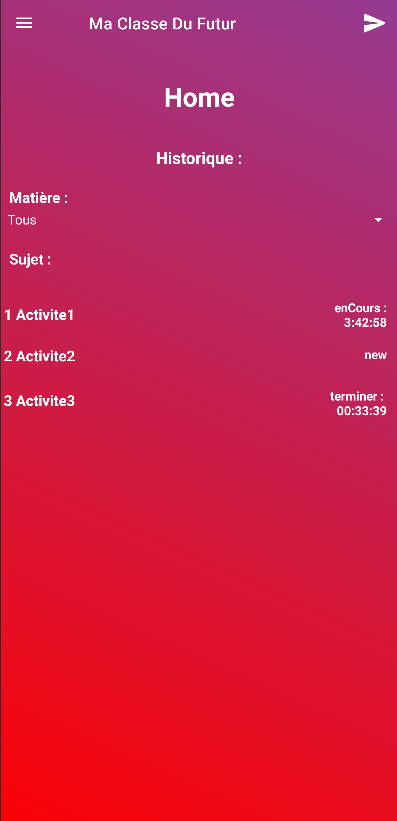 Ma Classe Du Futur
Home
Historique :
Matière :
Tous
Sujet :
1 Activite1
enCours :
3:42:58
2 Activite2
new
3 Activite3
terminer :
00:33:39